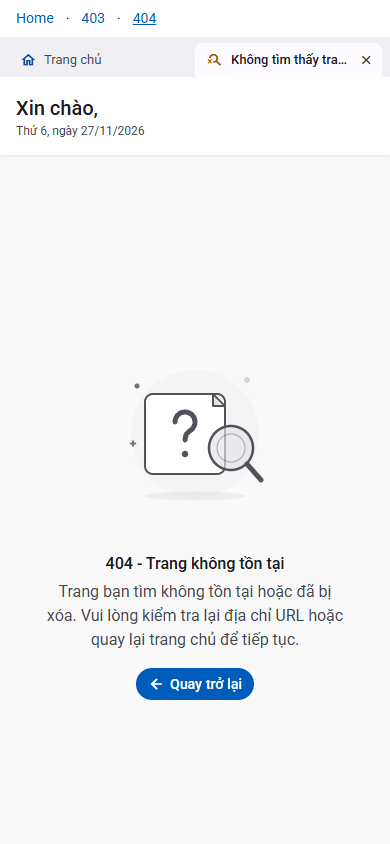 Home · 403 · 404
Trang chủ
Không tìm thấy tra...
Xin chào,
Thứ 6, ngày 27/11/2026
?
404 - Trang không tồn tại
Trang bạn tìm không tồn tại hoặc đã bị
xóa. Vui lòng kiểm tra lại địa chỉ URL hoặc
quay lại trang chủ để tiếp tục.
Quay trở lại